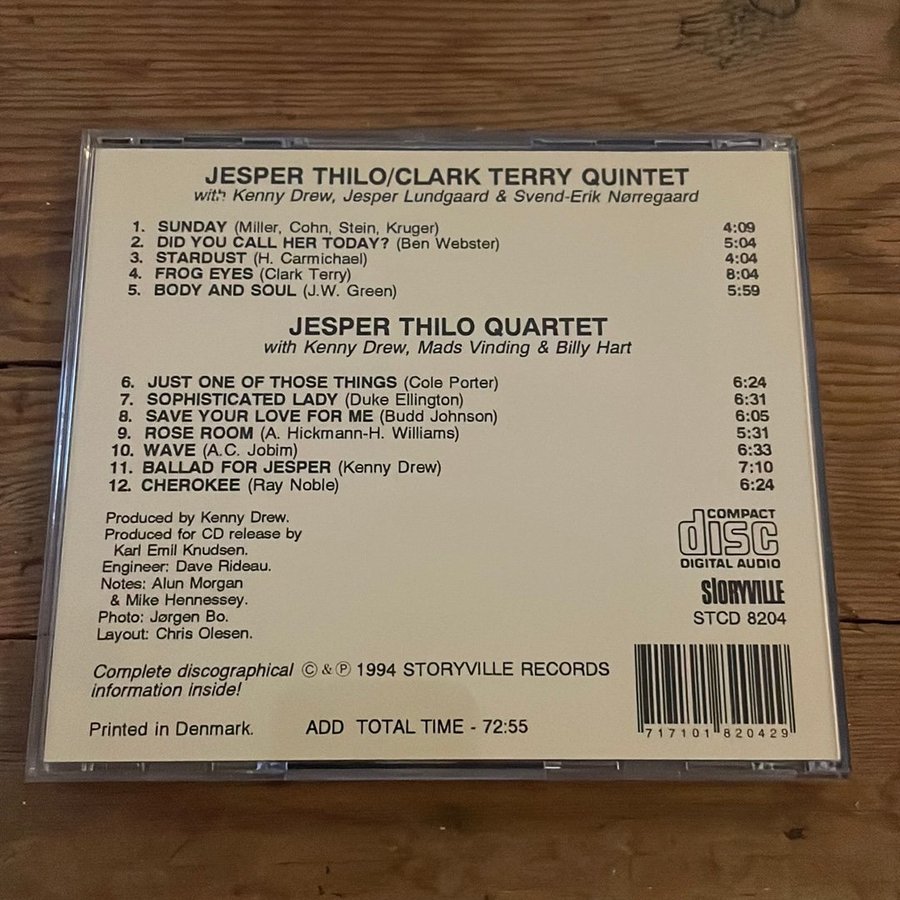 JESPER THILO/CLARK TERRY QUINTET
with Kenny Drew, Jesper Lundgaard & Svend-Erik Nørregaard
1. SUNDAY (Miller, Cohn, Stein, Kruger) 4:09
2. DID YOU CALL HER TODAY? (Ben Webster) 5:04
3. STARDUST (H. Carmichael) 4:04
4. FROG EYES (Clark Terry) 8:04
5. BODY AND SOUL (J.W. Green) 5:59
JESPER THILO QUARTET
with Kenny Drew, Mads Vinding & Billy Hart
6. JUST ONE OF THOSE THINGS (Cole Porter) 6:24
7. SOPHISTICATED LADY (Duke Ellington) 6:31
8. SAVE YOUR LOVE FOR ME (Budd Johnson) 6:05
9. ROSE ROOM (A. Hickmann-H. Williams) 5:31
10. WAVE (A.C. Jobim) 6:33
11. BALLAD FOR JESPER (Kenny Drew) 7:10
12. CHEROKEE (Ray Noble) 6:24
Produced by Kenny Drew.
Produced for CD release by
Karl Emil Knudsen.
Engineer: Dave Rideau.
Notes: Alun Morgan
& Mike Hennessey.
Photo: Jørgen Bo.
Layout: Chris Olesen.
COMPACT
disc
DIGITAL AUDIO
STORYVILLE
STCD 8204
Complete discographical
information inside!
© & ℗ 1994 STORYVILLE RECORDS
Printed in Denmark.
ADD TOTAL TIME - 72:55
717101 820429